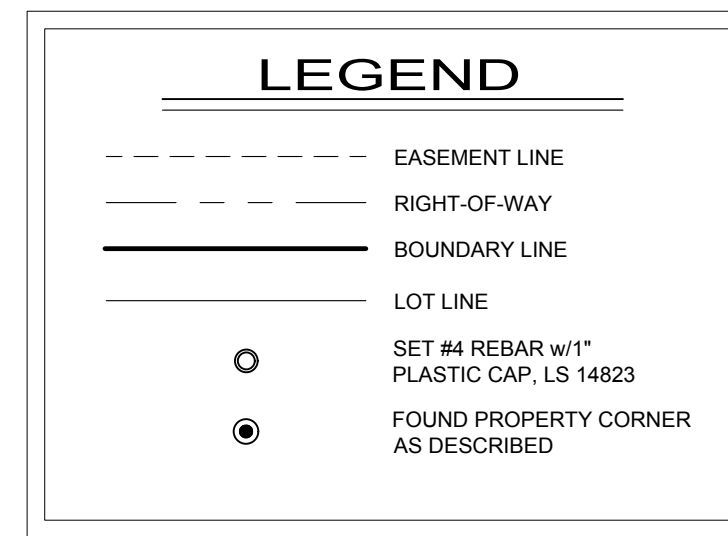 LEGEND
EASEMENT LINE
RIGHT-OF-WAY
BOUNDARY LINE
LOT LINE
SET #4 REBAR w/1"
PLASTIC CAP, LS 14823
FOUND PROPERTY CORNER
AS DESCRIBED